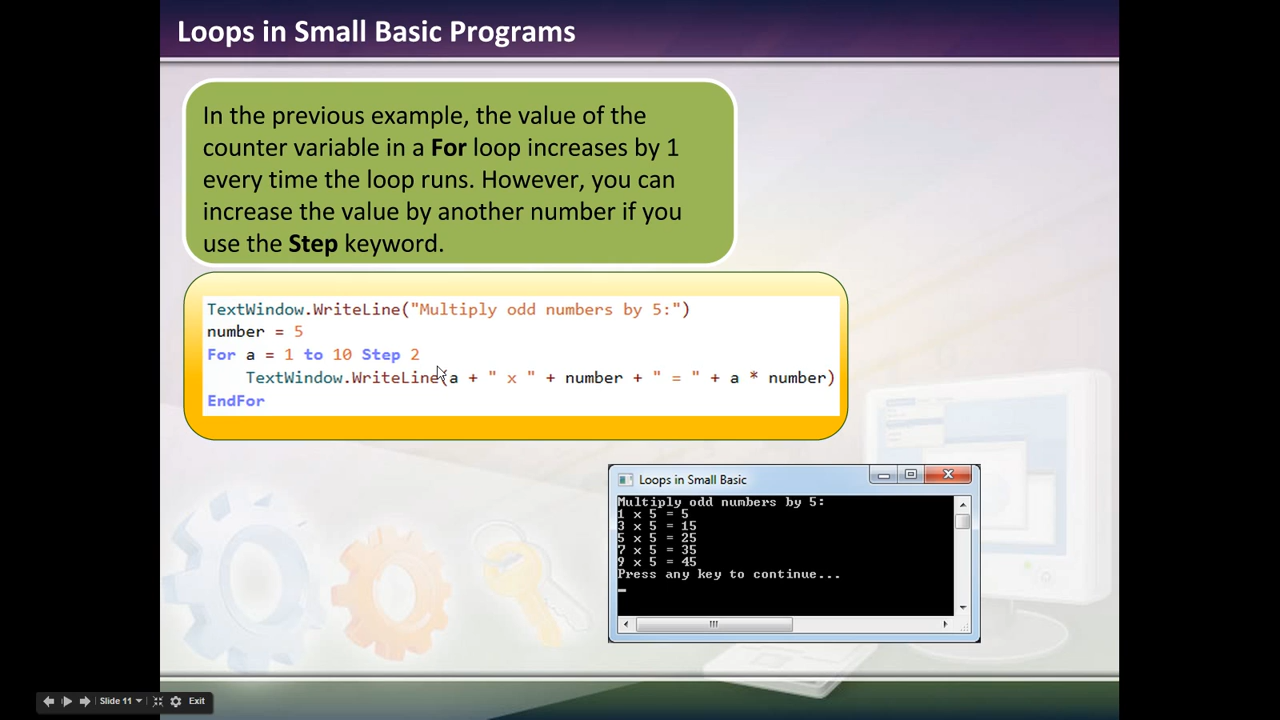 Loops in Small Basic Programs
In the previous example, the value of the
counter variable in a For loop increases by 1
every time the loop runs. However, you can
increase the value by another number if you
use the Step keyword.
TextWindow.WriteLine("Multiply odd numbers by 5:")
number = 5
For a = 1 to 10 Step 2
TextWindow.WriteLine(a + " x " + number + " = " + a * number)
EndFor
Loops in Small Basic
Multiply odd numbers by 5:
1 x 5 = 5
3 x 5 = 15
5 x 5 = 25
7 x 5 = 35
9 x 5 = 45
Press any key to continue...
Slide 11
Exit